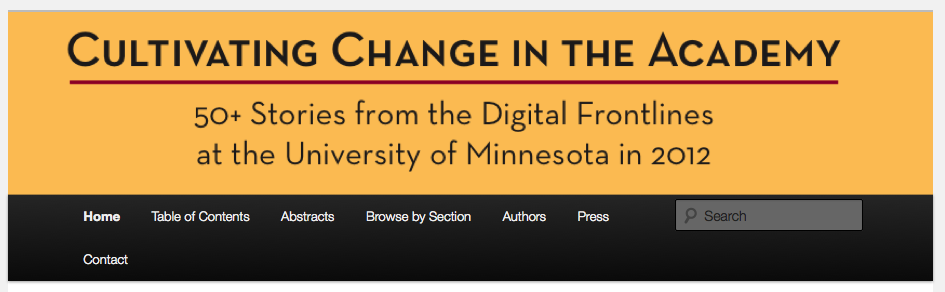 Cultivating Change in the Academy
50+ Stories from the Digital Frontlines
at the University of Minnesota in 2012
Home Table of Contents Abstracts Browse by Section Authors Press Search
Contact